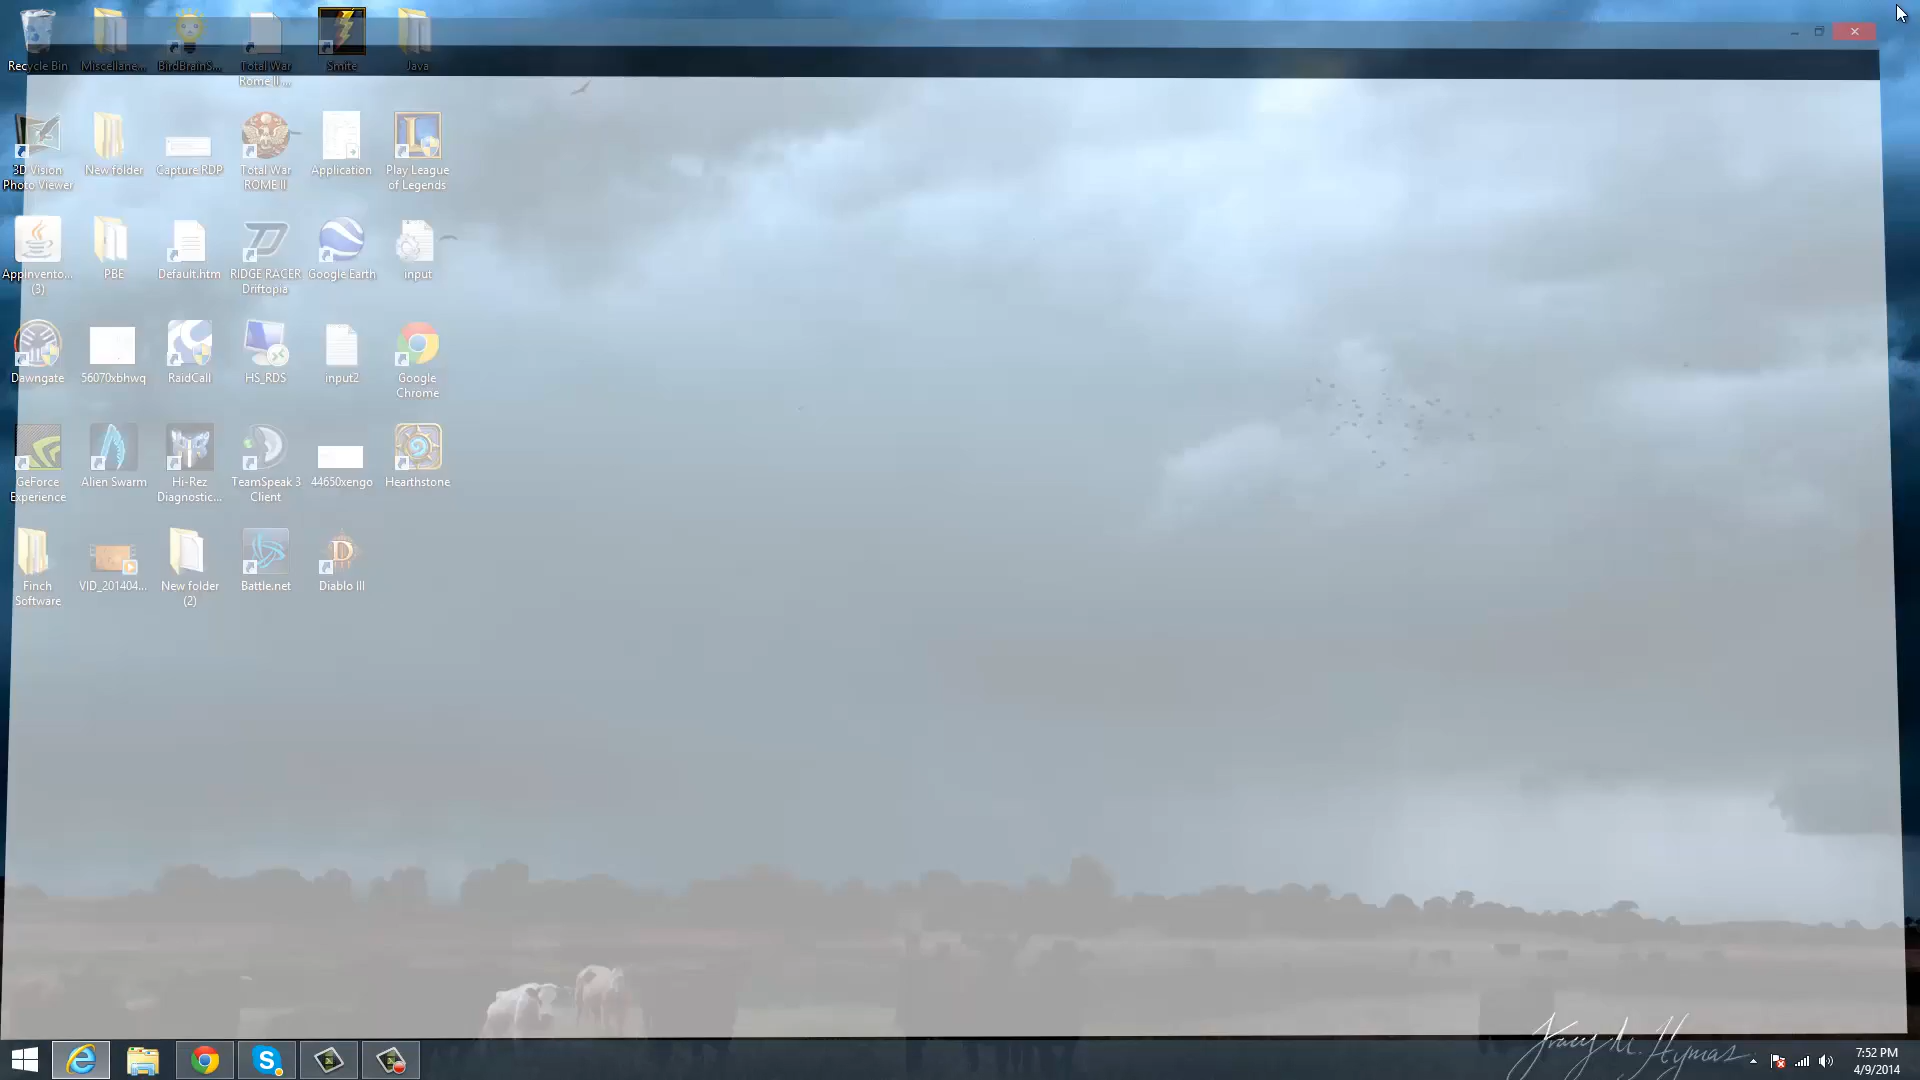 Recycle Bin
Miscellane...
BirdBrainS...
Total War
Rome II ...
Smite
Java
3D Vision
Photo Viewer
New folder
Capture RDP
Total War
ROME II
Application
Play League
of Legends
AppInvento...
(3)
PBE
Default.htm
RIDGE RACER
Driftopia
Google Earth
input
Dawngate
56070xbhwq
RaidCall
HS_RDS
input2
Google
Chrome
GeForce
Experience
Alien Swarm
Hi-Rez
Diagnostic...
TeamSpeak 3
Client
44650xengo
Hearthstone
Finch
Software
VID_201404...
New folder
(2)
Battle.net
Diablo III
Tracy M. Hymas
7:52 PM
4/9/2014